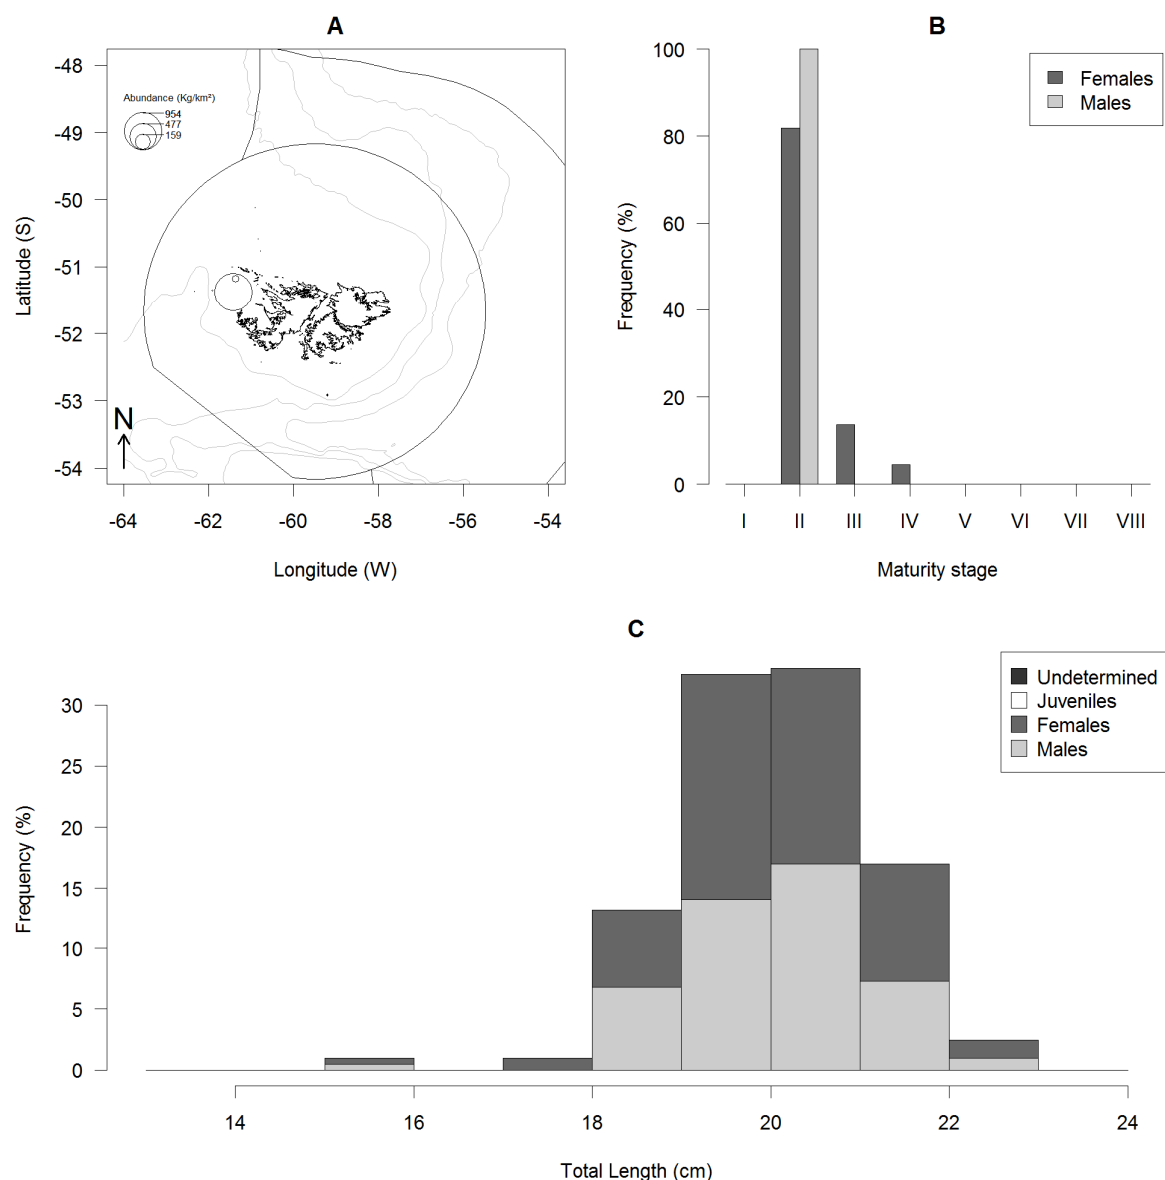 A
Latitude (S)
-48
-49
-50
-51
-52
-53
-54
Abundance (Kg/km²)
954
477
159
N
-64
-62
-60
-58
-56
-54
Longitude (W)
B
Frequency (%)
100
80
60
40
20
0
Females
Males
I
II
III
IV
V
VI
VII
VIII
Maturity stage
C
Frequency (%)
30
25
20
15
10
5
0
Undetermined
Juveniles
Females
Males
14
16
18
20
22
24
Total Length (cm)